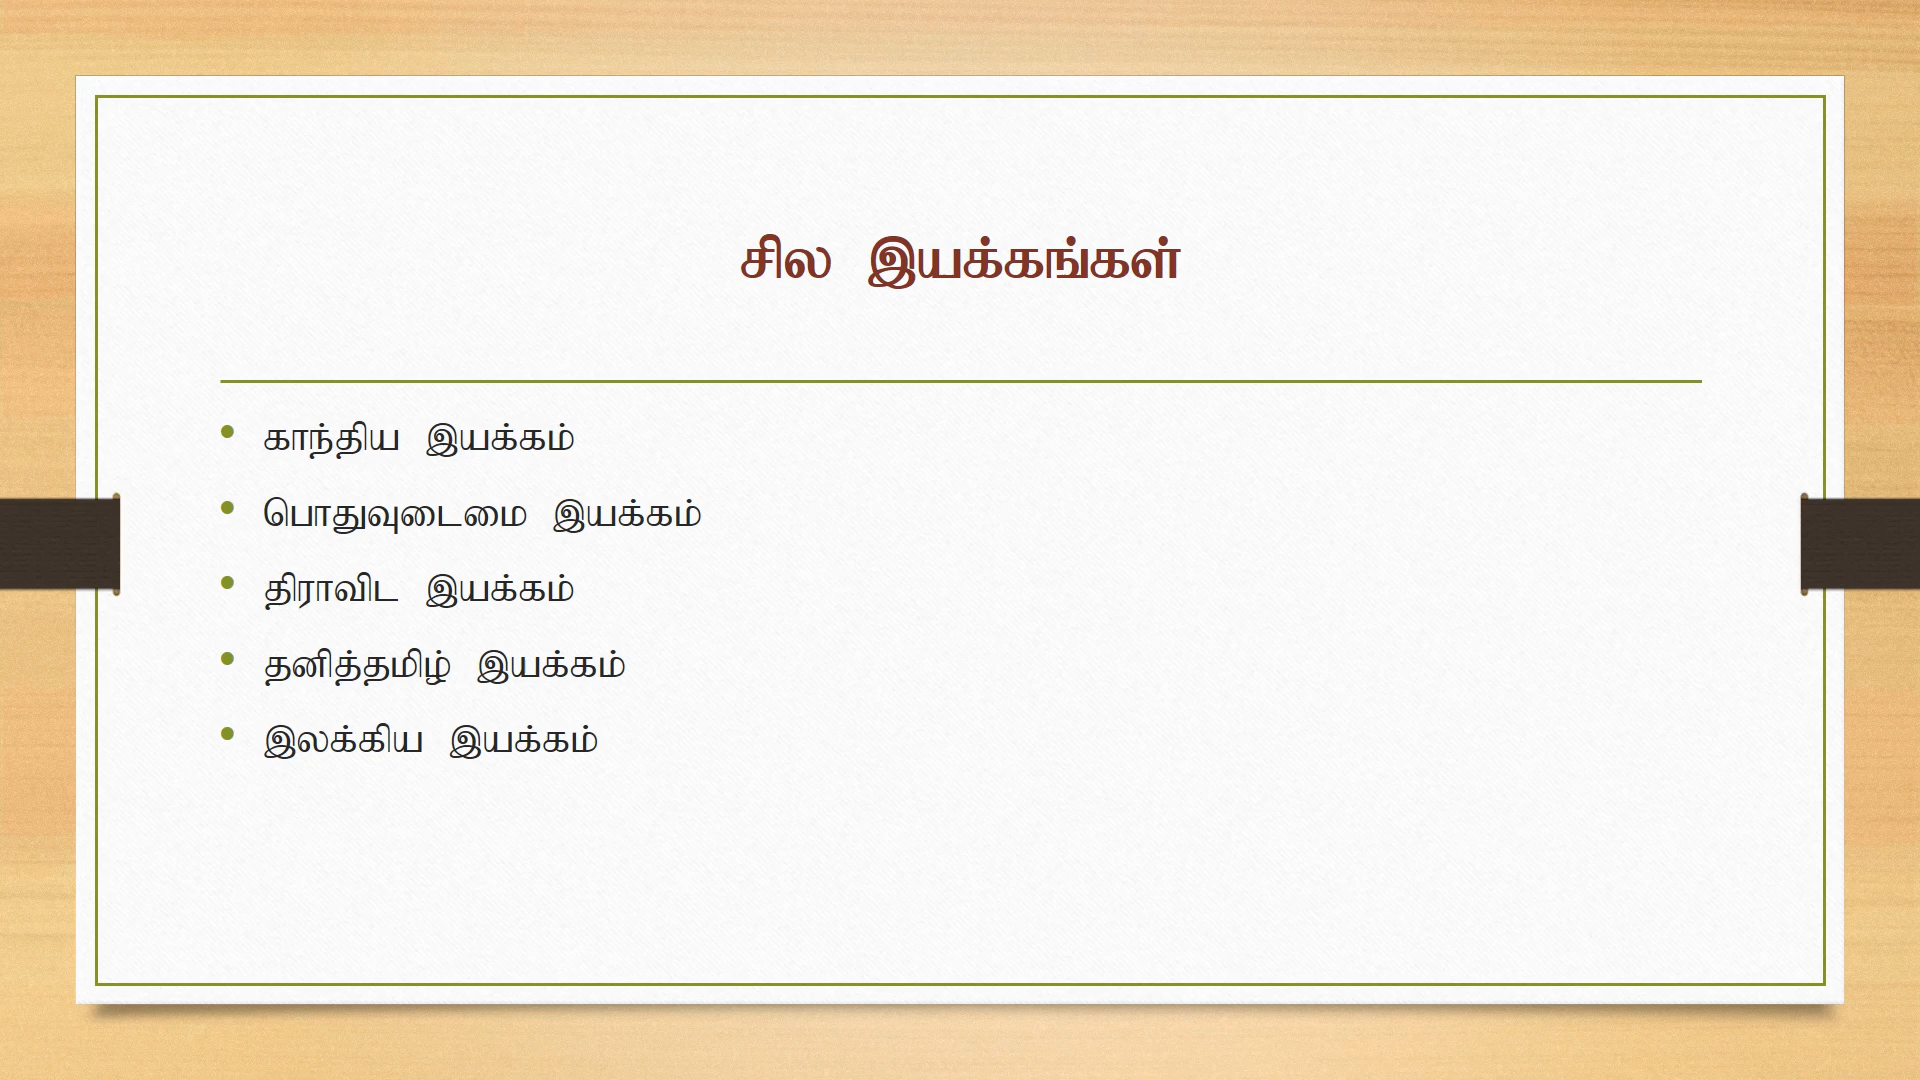 சில இயக்கங்கள்
• காந்திய இயக்கம்
• பொதுவுடைமை இயக்கம்
• திராவிட இயக்கம்
• தனித்தமிழ் இயக்கம்
• இலக்கிய இயக்கம்